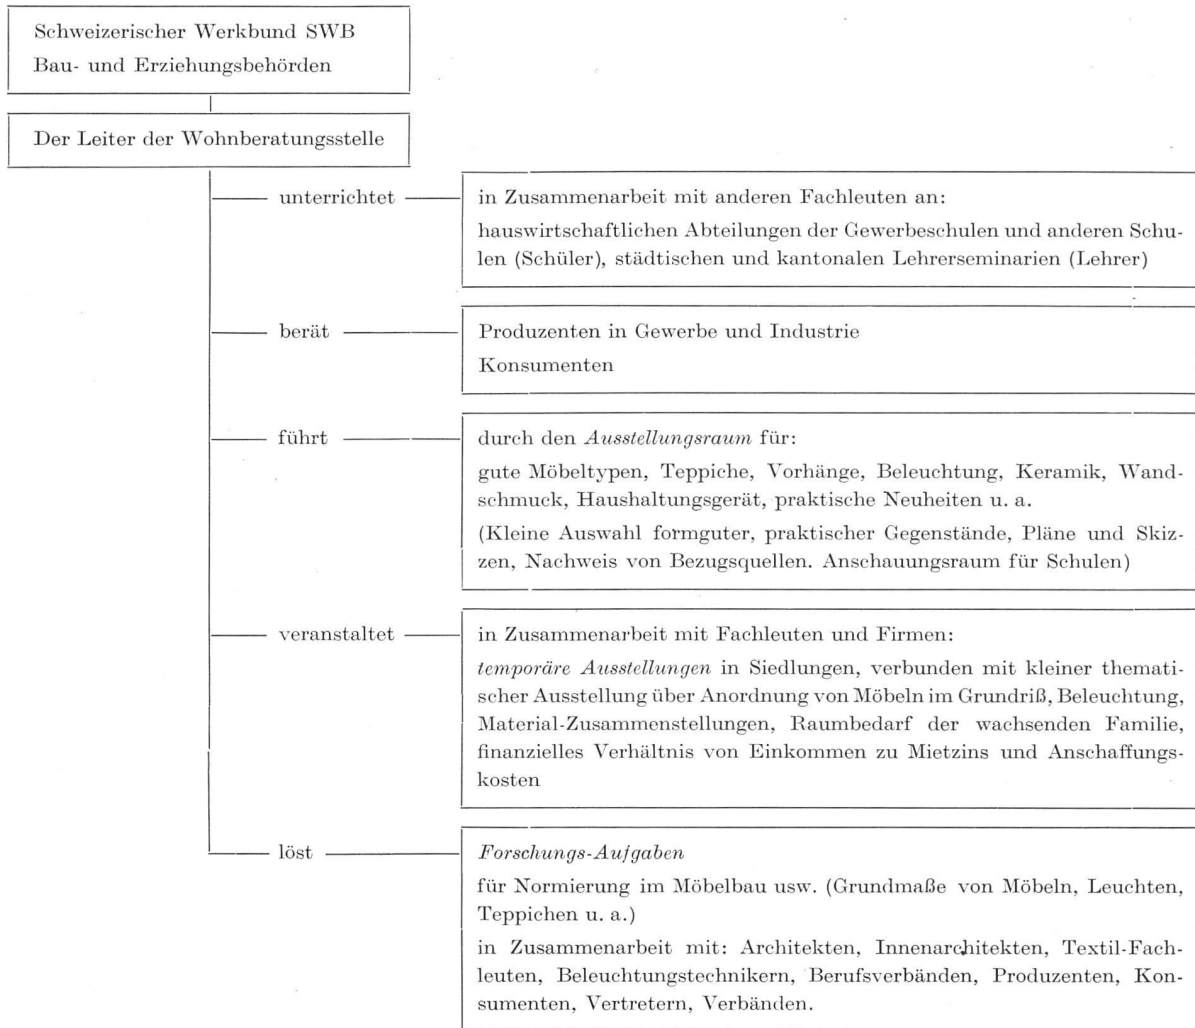 Schweizerischer Werkbund SWB
Bau- und Erziehungsbehörden
Der Leiter der Wohnberatungsstelle
unterrichtet
in Zusammenarbeit mit anderen Fachleuten an:
hauswirtschaftlichen Abteilungen der Gewerbeschulen und anderen Schu-
len (Schüler), städtischen und kantonalen Lehrerseminarien (Lehrer)
berät
Produzenten in Gewerbe und Industrie
Konsumenten
führt
durch den Ausstellungsraum für:
gute Möbeltypen, Teppiche, Vorhänge, Beleuchtung, Keramik, Wand-
schmuck, Haushaltungsgerät, praktische Neuheiten u. a.
(Kleine Auswahl formguter, praktischer Gegenstände, Pläne und Skiz-
zen, Nachweis von Bezugsquellen. Anschauungsraum für Schulen)
veranstaltet
in Zusammenarbeit mit Fachleuten und Firmen:
temporäre Ausstellungen in Siedlungen, verbunden mit kleiner themati-
scher Ausstellung über Anordnung von Möbeln im Grundriß, Beleuchtung,
Material-Zusammenstellungen, Raumbedarf der wachsenden Familie,
finanzielles Verhältnis von Einkommen zu Mietzins und Anschaffungs-
kosten
löst
Forschungs-Aufgaben
für Normierung im Möbelbau usw. (Grundmaße von Möbeln, Leuchten,
Teppichen u. a.)
in Zusammenarbeit mit: Architekten, Innenarchitekten, Textil-Fach-
leuten, Beleuchtungstechnikern, Berufsverbänden, Produzenten, Kon-
sumenten, Vertretern, Verbänden.